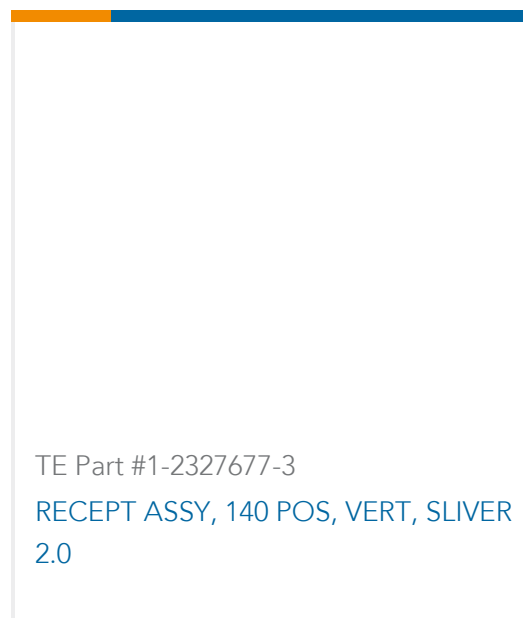 TE Part #1-2327677-3
RECEPT ASSY, 140 POS, VERT, SLIVER
2.0